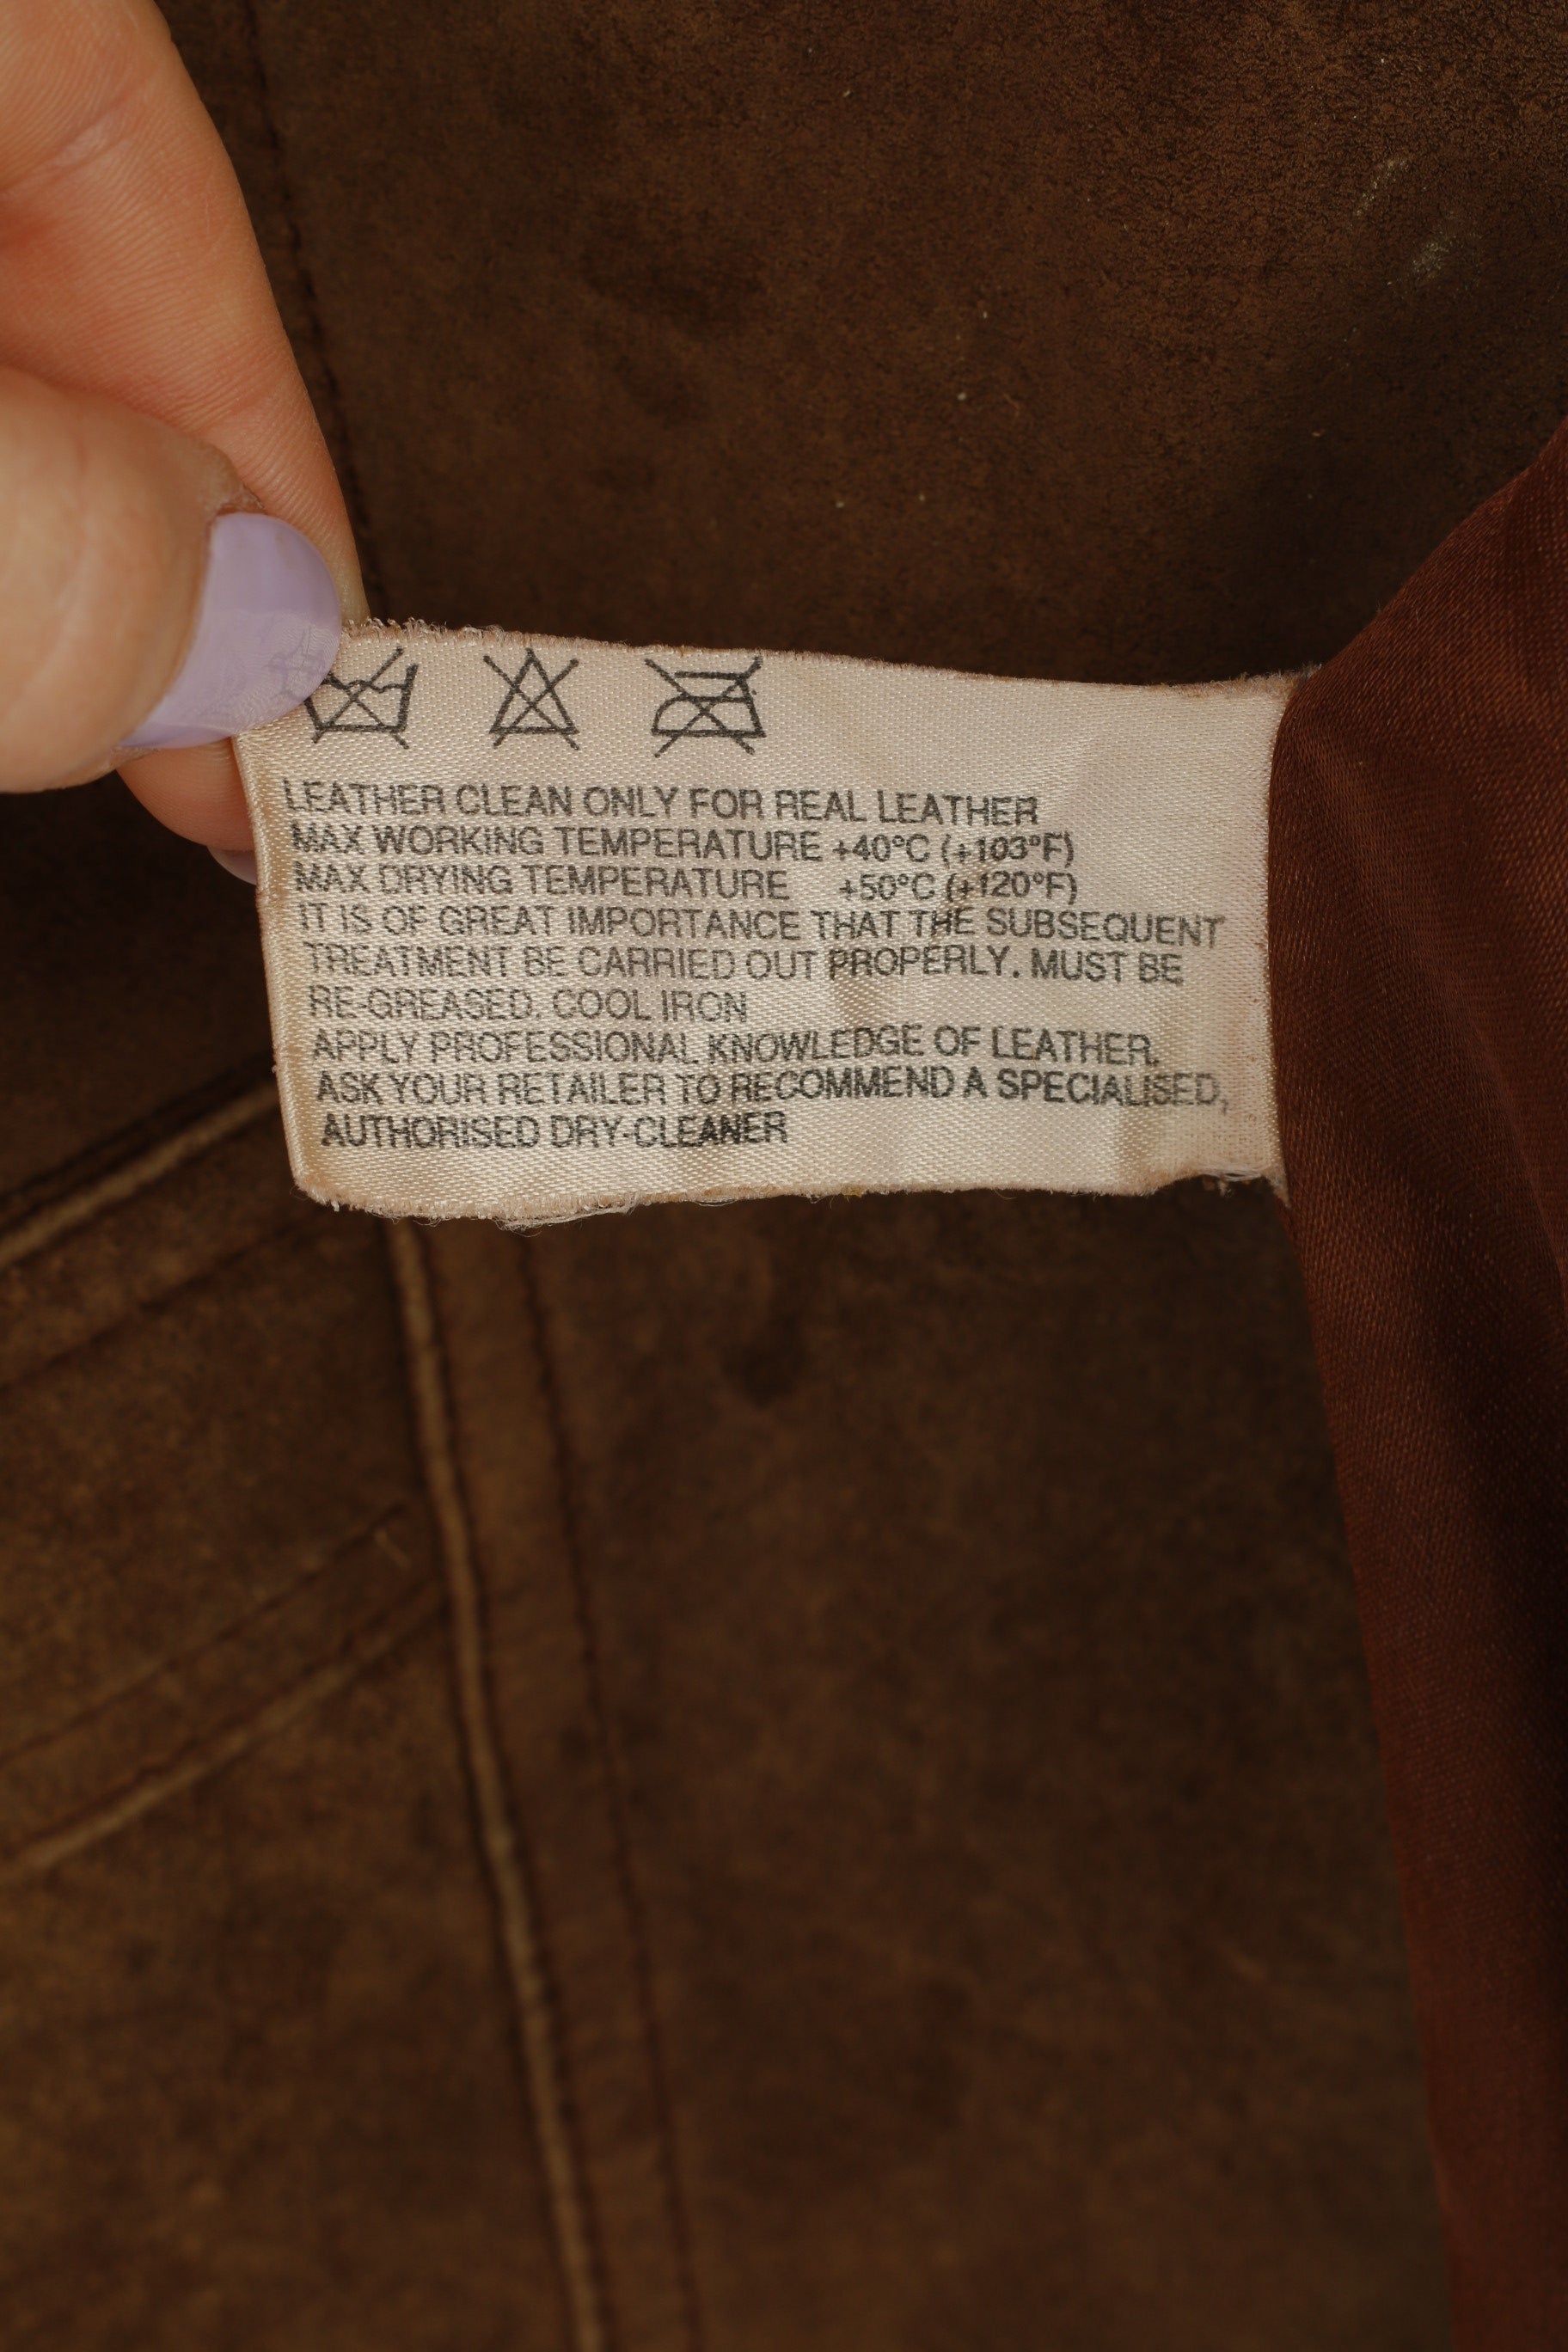 LEATHER CLEAN ONLY FOR REAL LEATHER
MAX WORKING TEMPERATURE +40°C (+103°F)
MAX DRYING TEMPERATURE +50°C (+120°F)
IT IS OF GREAT IMPORTANCE THAT THE SUBSEQUENT
TREATMENT BE CARRIED OUT PROPERLY. MUST BE
RE-GREASED. COOL IRON
APPLY PROFESSIONAL KNOWLEDGE OF LEATHER.
ASK YOUR RETAILER TO RECOMMEND A SPECIALISED,
AUTHORISED DRY-CLEANER